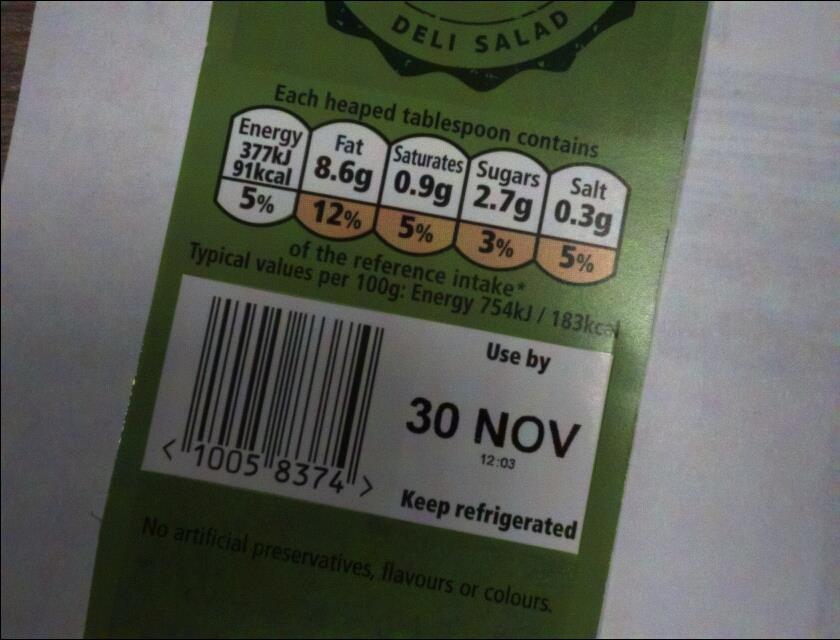 DELI SALAD
Each heaped tablespoon contains
Energy 377kJ 91kcal 5%
Fat 8.6g 12%
Saturates 0.9g 5%
Sugars 2.7g 3%
Salt 0.3g 5%
of the reference intake*
Typical values per 100g: Energy 754kJ / 183kcal
Use by
30 NOV
12:03
Keep refrigerated
< 1005 8374 >
No artificial preservatives, flavours or colours.